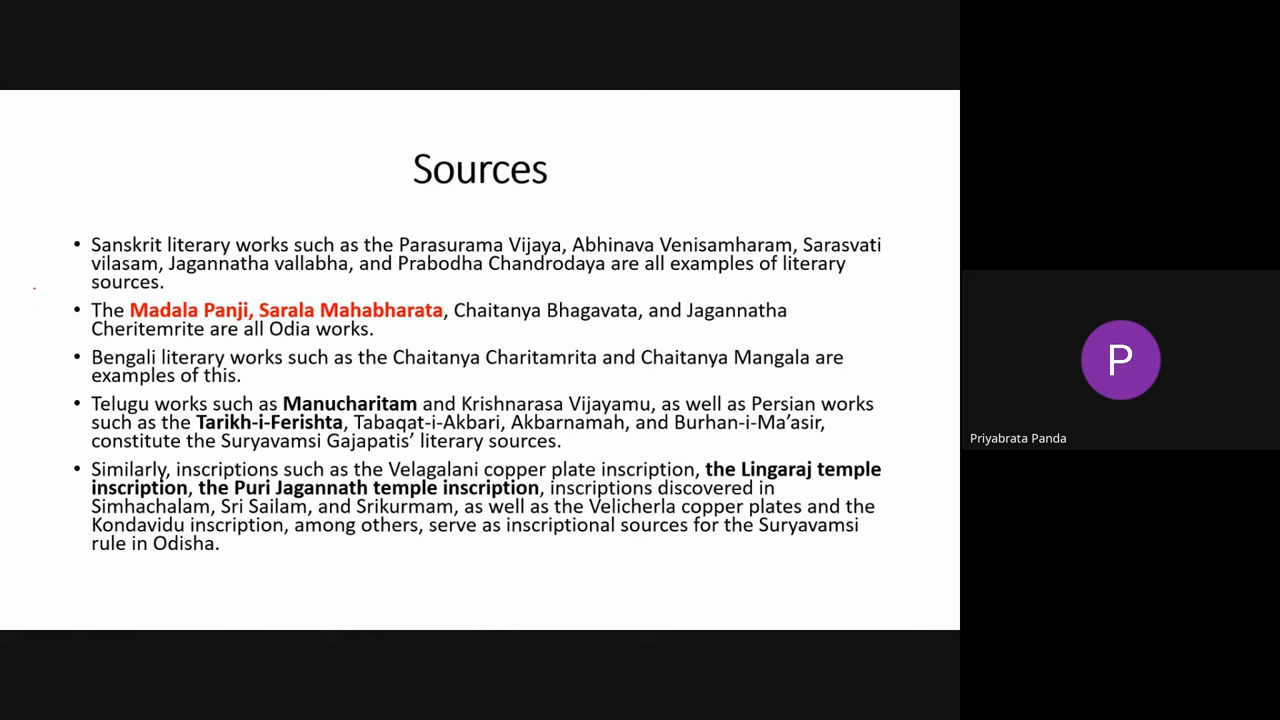 Sources
• Sanskrit literary works such as the Parasurama Vijaya, Abhinava Venisamharam, Sarasvati
vilasam, Jagannatha vallabha, and Prabodha Chandrodaya are all examples of literary
sources.
• The Madala Panji, Sarala Mahabharata, Chaitanya Bhagavata, and Jagannatha
Cheritemrite are all Odia works.
• Bengali literary works such as the Chaitanya Charitamrita and Chaitanya Mangala are
examples of this.
• Telugu works such as Manucharitam and Krishnarasa Vijayamu, as well as Persian works
such as the Tarikh-i-Ferishta, Tabaqat-i-Akbari, Akbarnamah, and Burhan-i-Ma’asir,
constitute the Suryavamsi Gajapatis’ literary sources.
• Similarly, inscriptions such as the Velagalani copper plate inscription, the Lingaraj temple
inscription, the Puri Jagannath temple inscription, inscriptions discovered in
Simhachalam, Sri Sailam, and Srikurmam, as well as the Velicherla copper plates and the
Kondavidu inscription, among others, serve as inscriptional sources for the Suryavamsi
rule in Odisha.
P
Priyabrata Panda